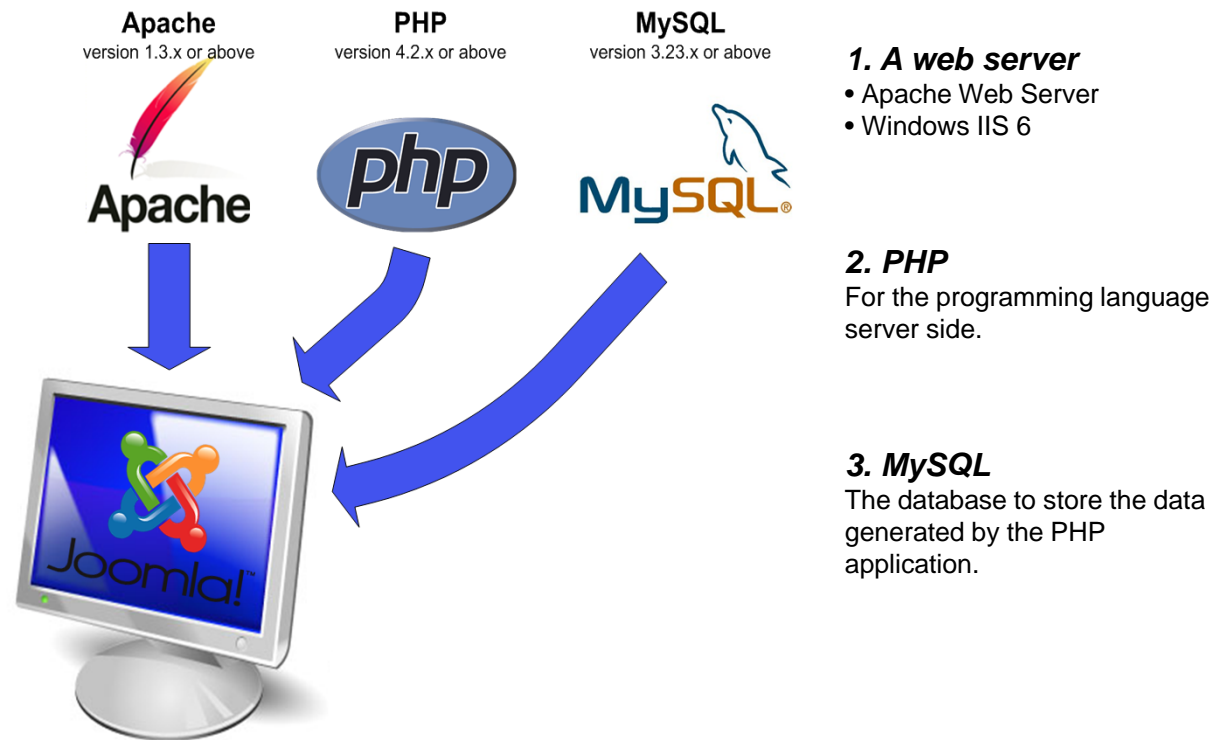 Apache
version 1.3.x or above
PHP
version 4.2.x or above
MySQL
version 3.23.x or above
Apache
php
MySQL®
Joomla!™
1. A web server
• Apache Web Server
• Windows IIS 6
2. PHP
For the programming language
server side.
3. MySQL
The database to store the data
generated by the PHP
application.